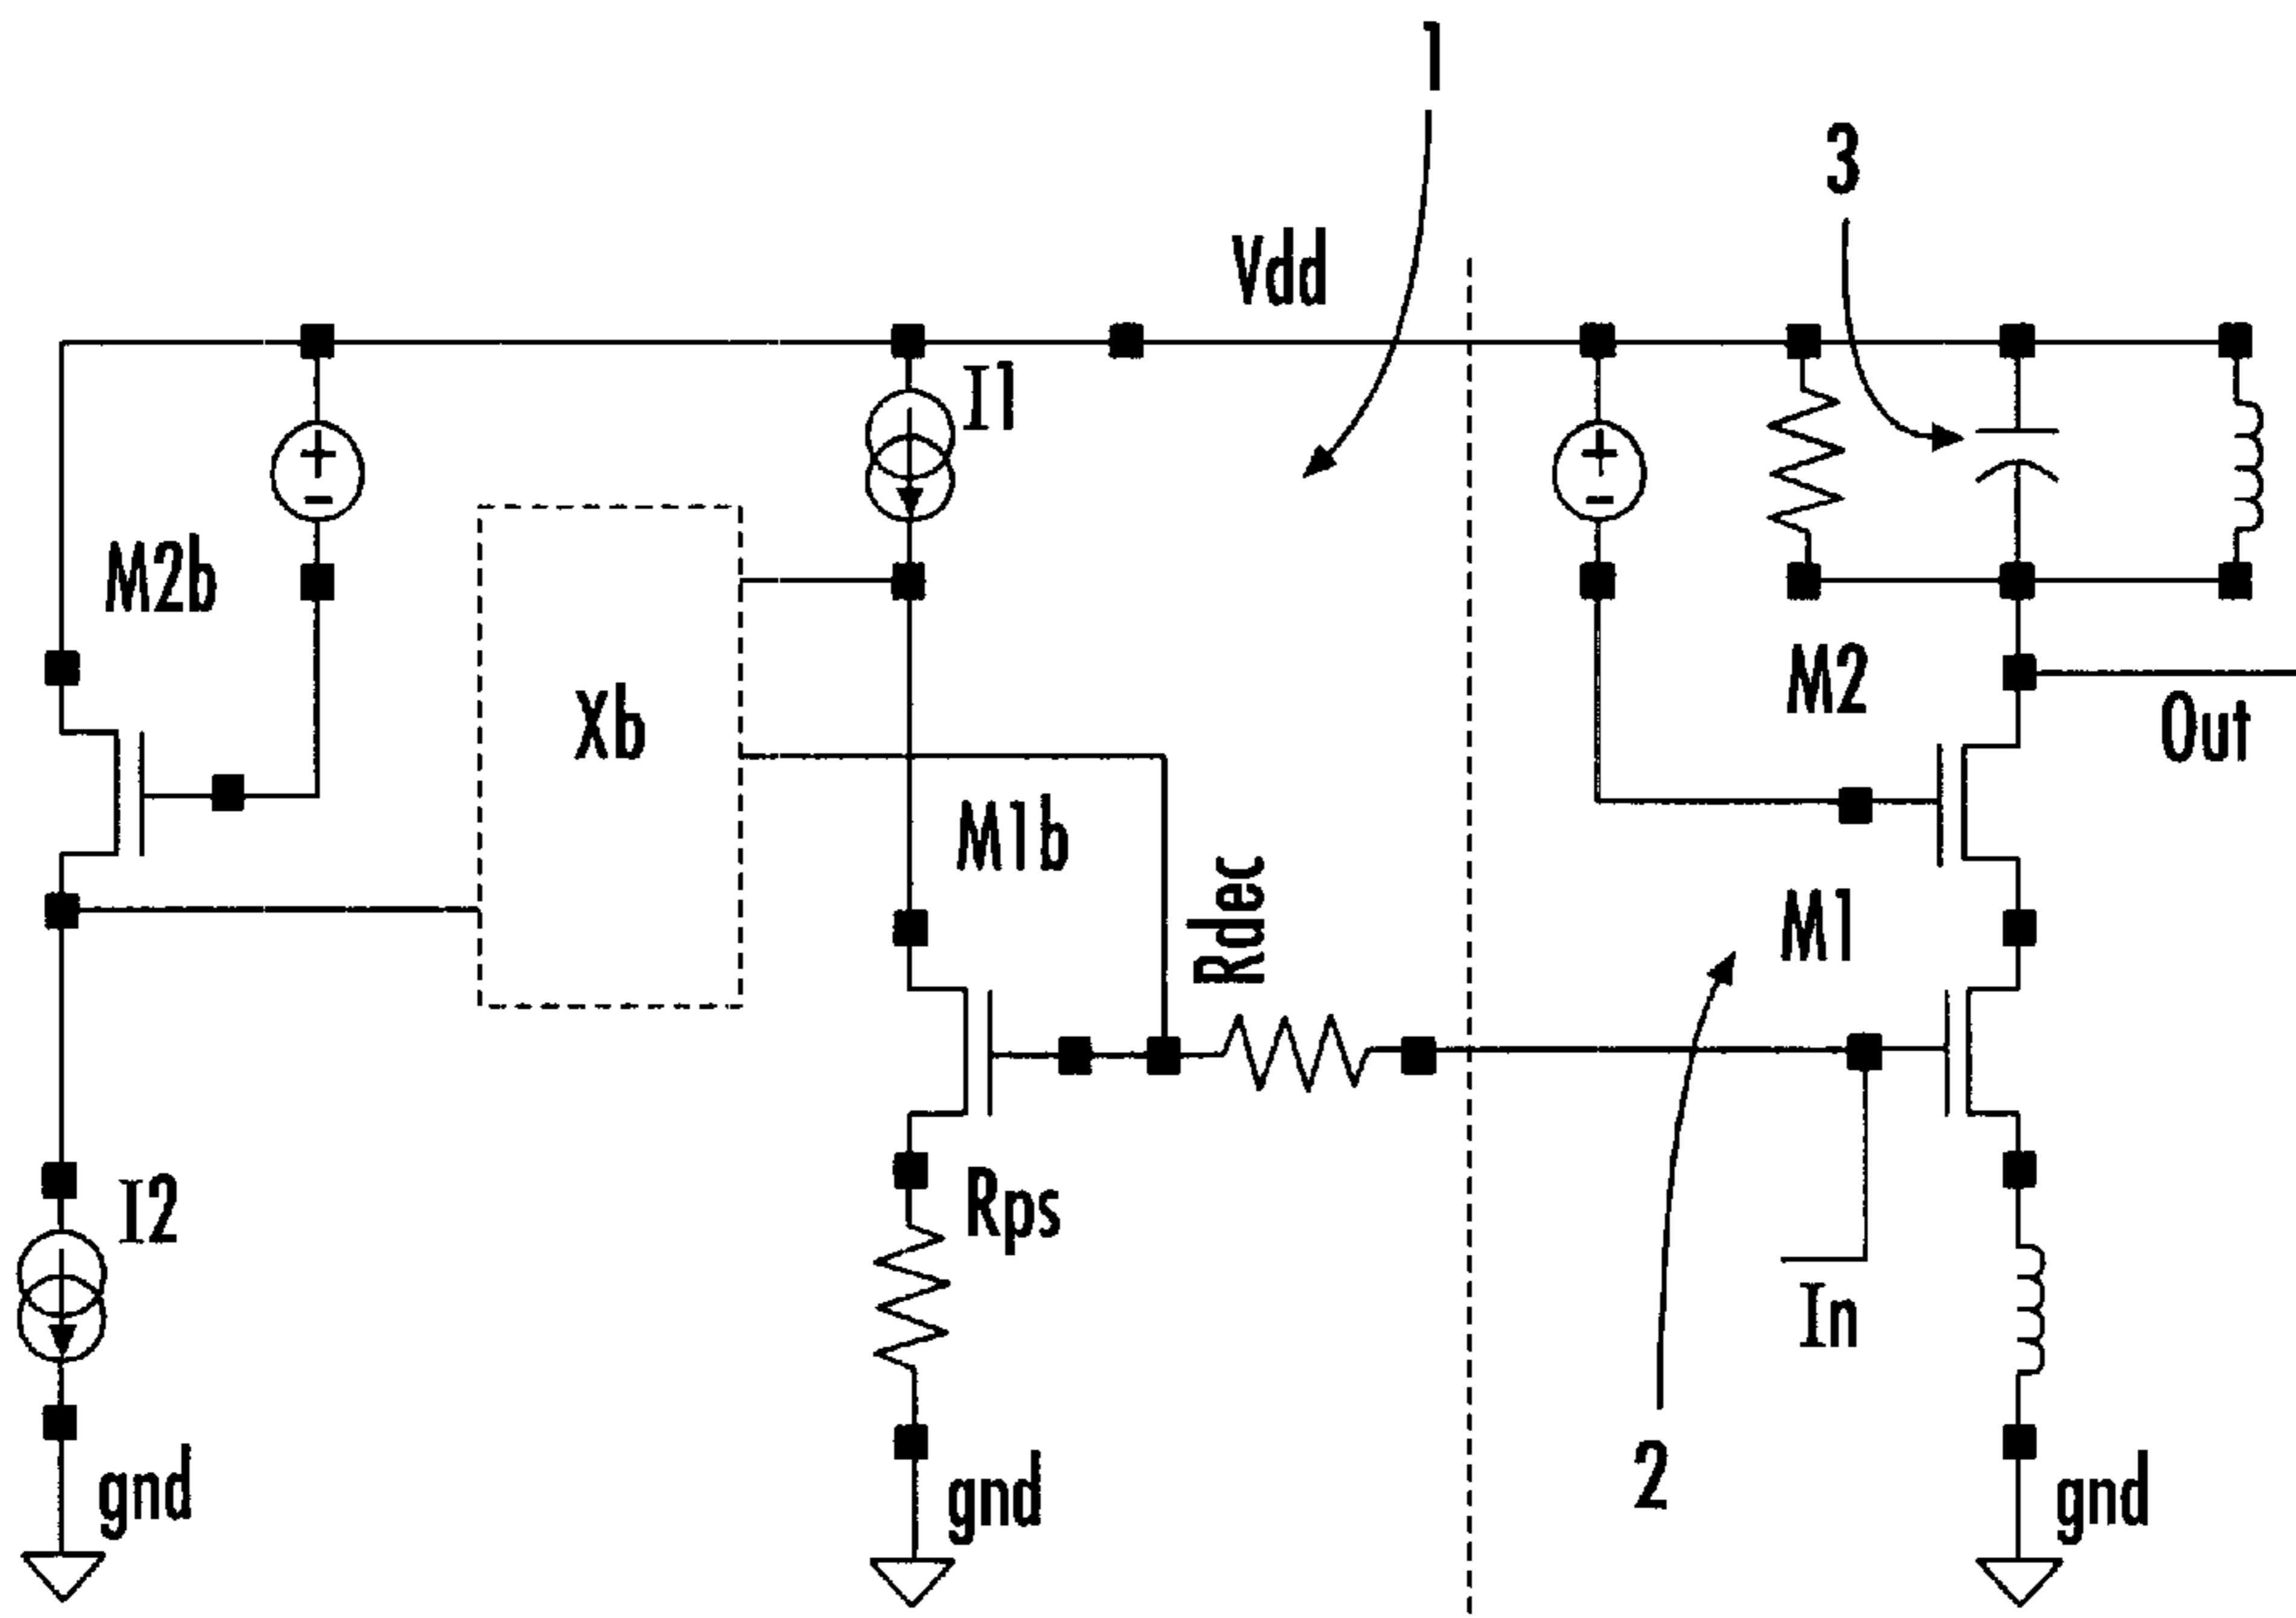 1
3
Vdd
I1
+
-
+
-
M2b
M2
Xb
Out
M1b
Rdec
M1
I2
Rps
In
2
gnd
gnd
gnd